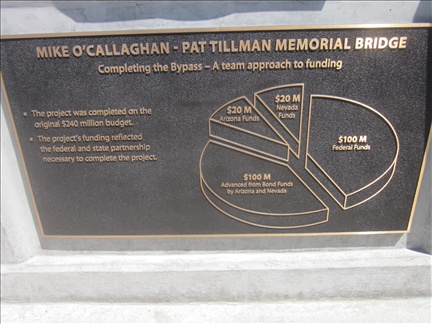 MIKE O'CALLAGHAN - PAT TILLMAN MEMORIAL BRIDGE
Completing the Bypass – A team approach to funding
▪ The project was completed on the
original $240 million budget.
▪ The project's funding reflected
the federal and state partnership
necessary to complete the project.
$20 M
Arizona Funds
$20 M
Nevada
Funds
$100 M
Federal Funds
$100 M
Advanced from Bond Funds
by Arizona and Nevada